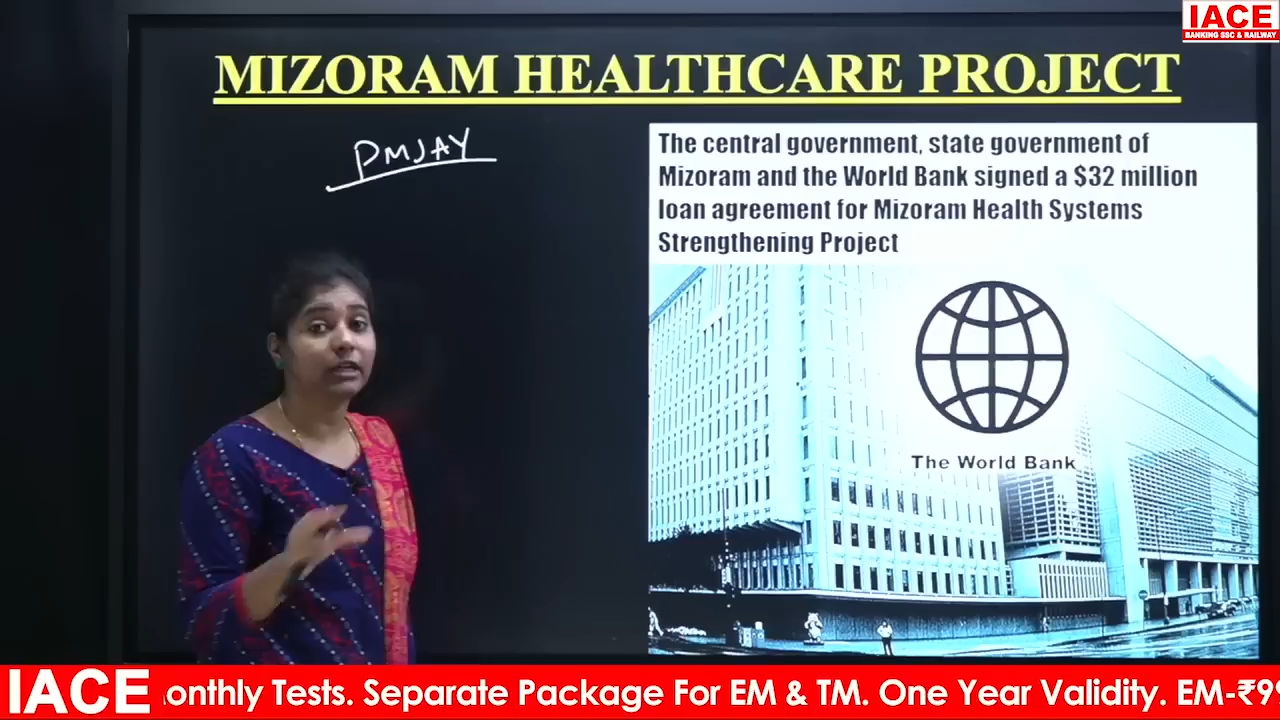 IACE
BANKING SSC & RAILWAY
MIZORAM HEALTHCARE PROJECT
PMJAY
The central government, state government of
Mizoram and the World Bank signed a $32 million
loan agreement for Mizoram Health Systems
Strengthening Project
The World Bank
IACE onthly Tests. Separate Package For EM & TM. One Year Validity. EM-₹9